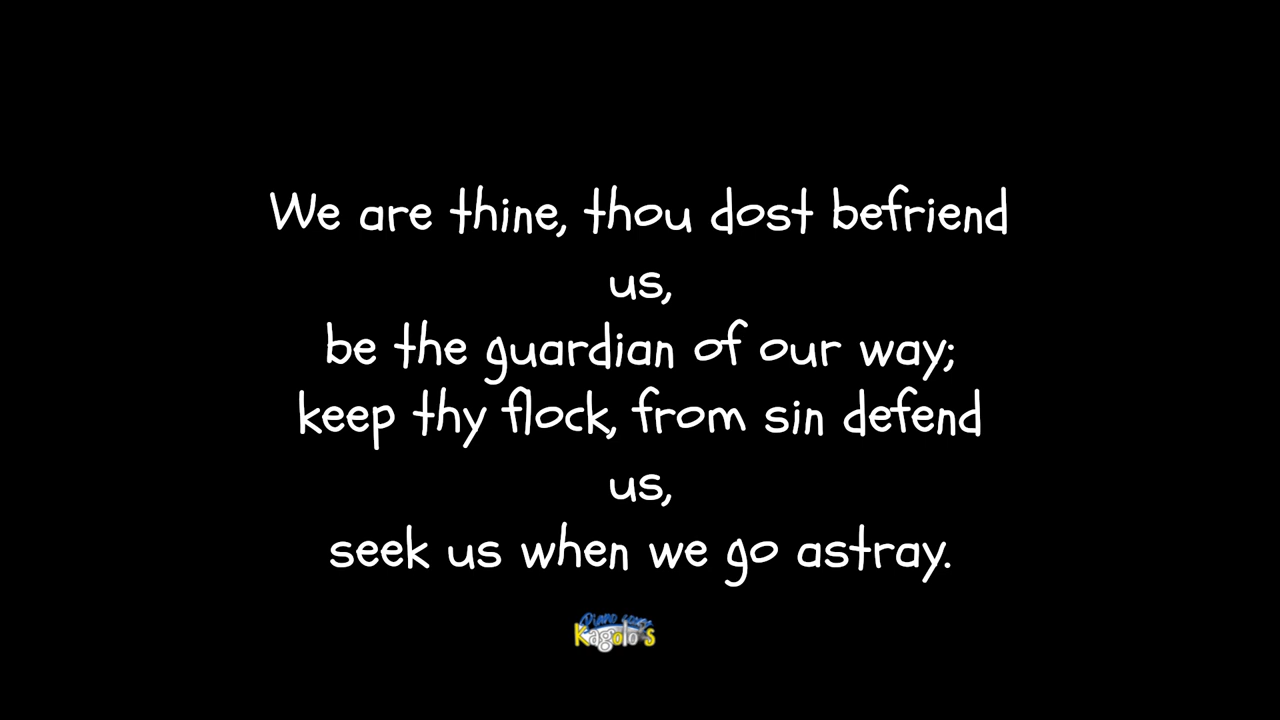 We are thine, thou dost befriend
us,
be the guardian of our way;
keep thy flock, from sin defend
us,
seek us when we go astray.
Piano
Kagolo's